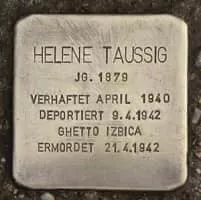 HELENE TAUSSIG
JG. 1879
VERHAFTET APRIL 1940
DEPORTIERT 9.4.1942
GHETTO IZBICA
ERMORDET 21.4.1942